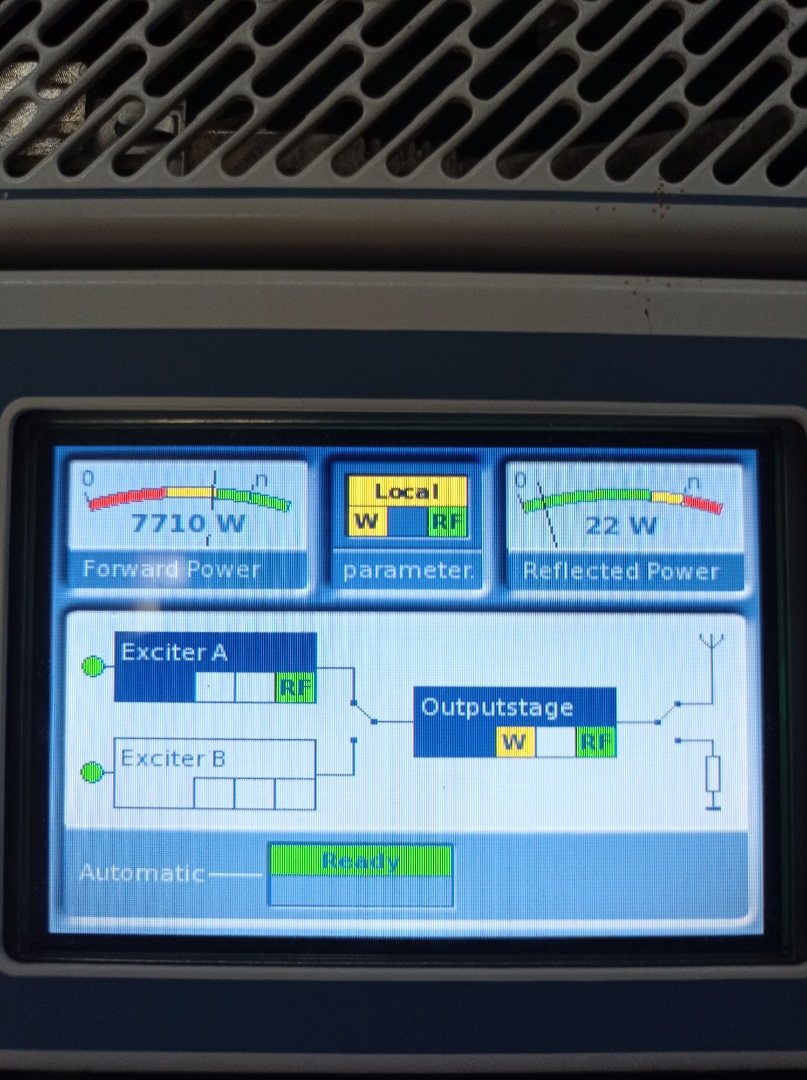 0
n
7710 W
Forward Power
Local
W RF
parameter.
0
n
22 W
Reflected Power
Exciter A
RF
Outputstage
W RF
Exciter B
Automatic
Ready